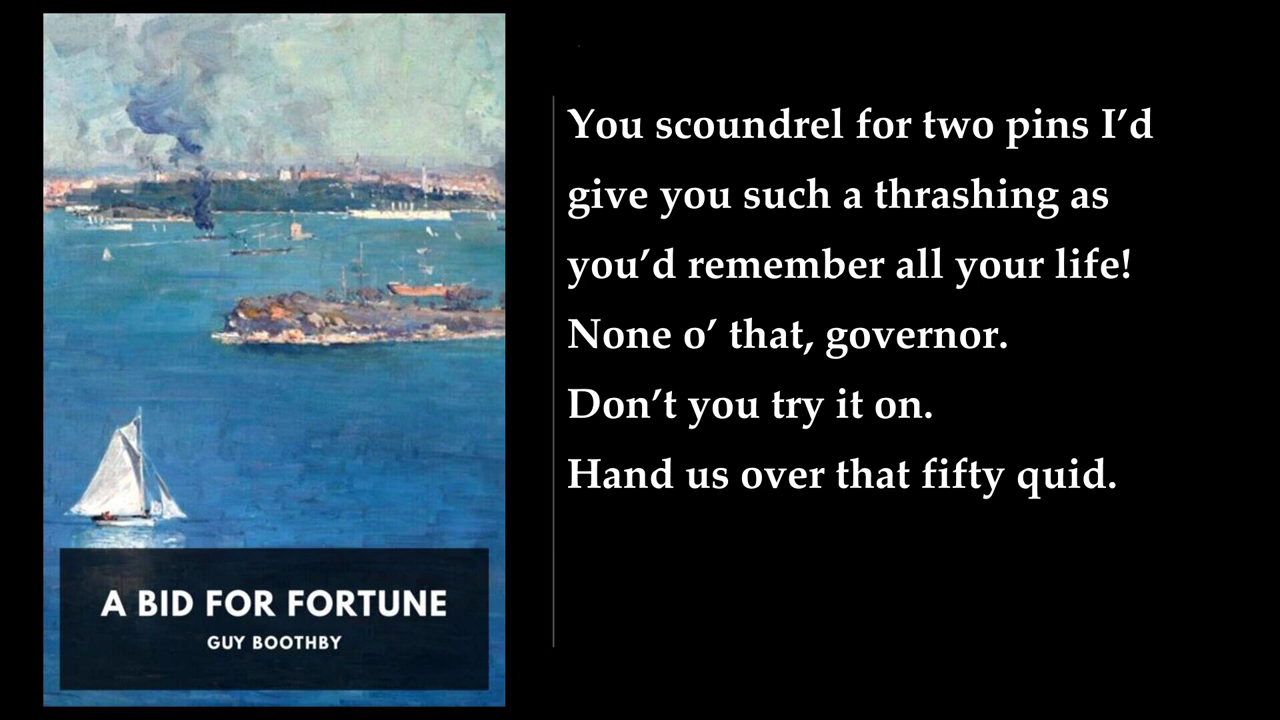 A BID FOR FORTUNE
GUY BOOTHBY
You scoundrel for two pins I’d
give you such a thrashing as
you’d remember all your life!
None o’ that, governor.
Don’t you try it on.
Hand us over that fifty quid.